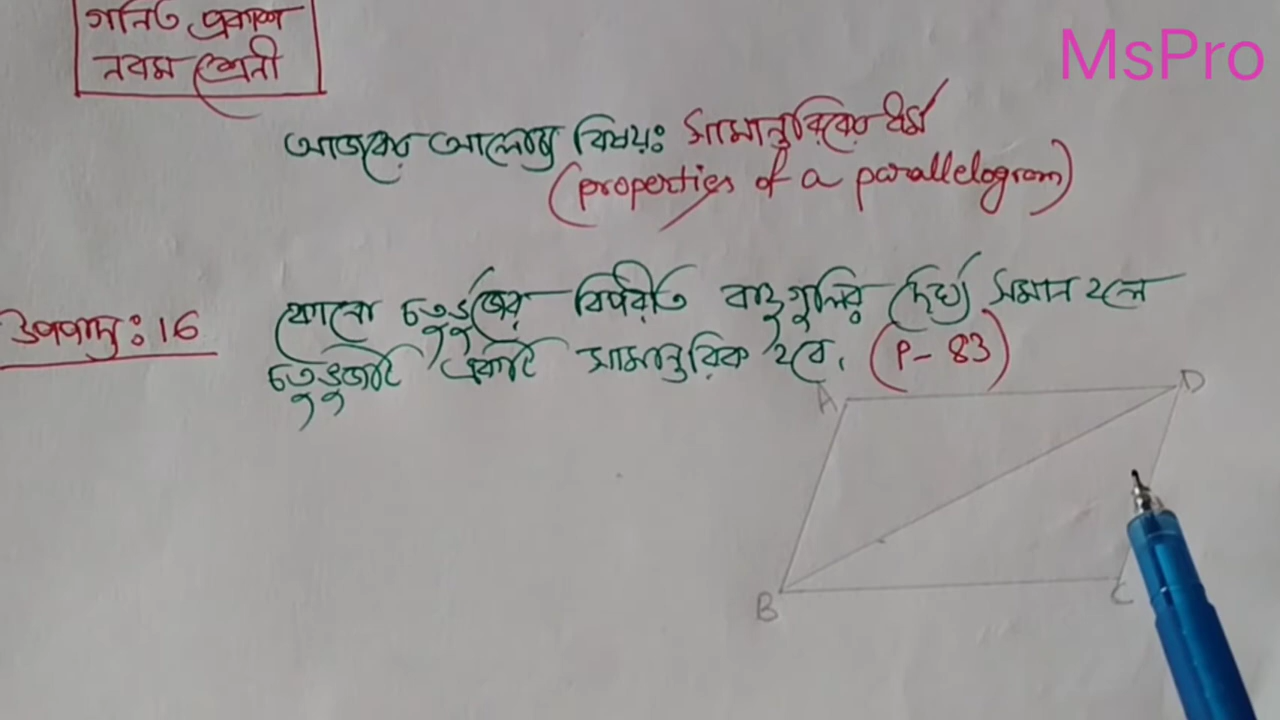 গনিত প্রকাশ
নবম শ্রেনী
MsPro
আজকের আলোচ্য বিষয়ঃ সামান্তরিকের ধর্ম
(properties of a parallelogram)
উপপাদ্যঃ 16
কোনো চতুর্ভুজের বিপরীত বাহুগুলির দৈর্ঘ্য সমান হলে
চতুর্ভুজটি একটি সামান্তরিক হবে। (P- 83)
A
D
B
C